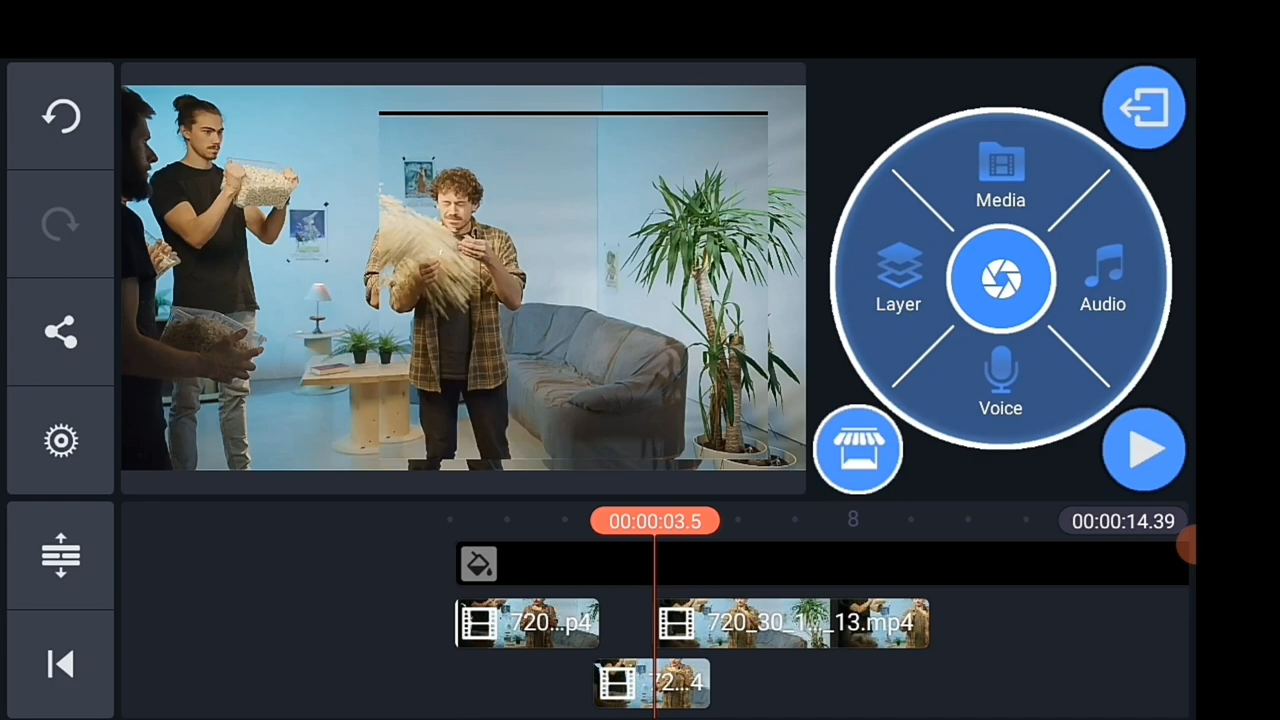 Media
Layer
Audio
Voice
00:00:03.5
8
00:00:14.39
720...p4
720_30_1..._13.mp4
72...4